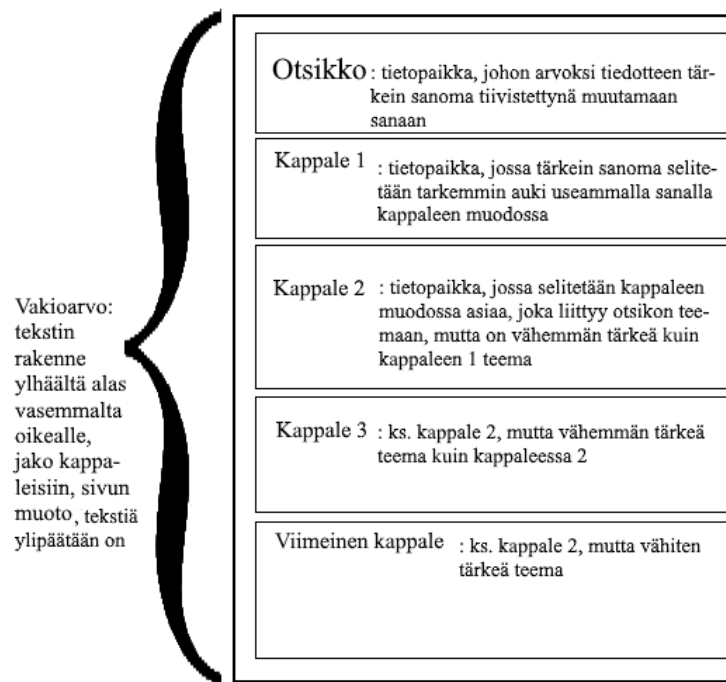 Otsikko : tietopaikka, johon arvoksi tiedotteen tär-
kein sanoma tiivistettynä muutamaan
sanaan
Kappale 1 : tietopaikka, jossa tärkein sanoma selite-
tään tarkemmin auki useammalla sanalla
kappaleen muodossa
Kappale 2 : tietopaikka, jossa selitetään kappaleen
muodossa asiaa, joka liittyy otsikon tee-
maan, mutta on vähemmän tärkeä kuin
kappaleen 1 teema
Kappale 3 : ks. kappale 2, mutta vähemmän tärkeä
teema kuin kappaleessa 2
Viimeinen kappale : ks. kappale 2, mutta vähiten
tärkeä teema
Vakioarvo:
tekstin
rakenne
ylhäältä alas
vasemmalta
oikealle,
jako kappa-
leisiin, sivun
muoto, tekstiä
ylipäätään on